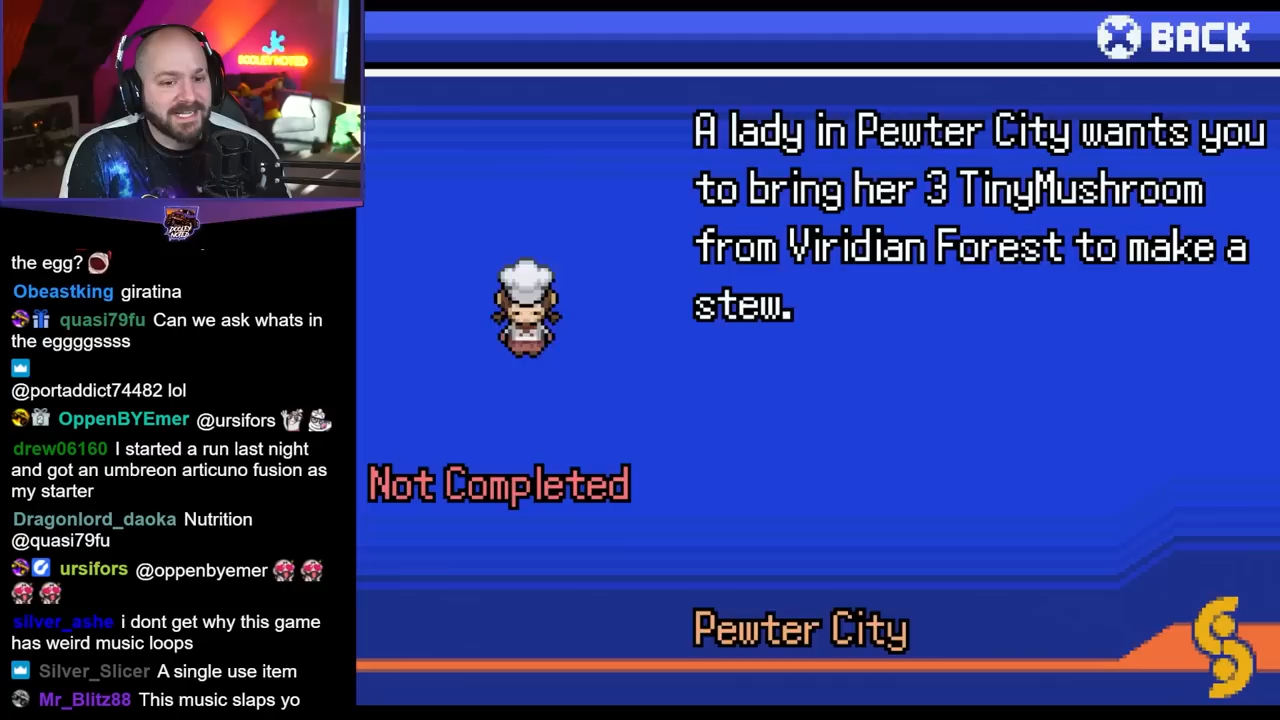 DOOLEY NOTED
DOOLEY
NOTED
the egg?
Obeastking giratina
quasi79fu Can we ask whats in
the eggggssss
@portaddict74482 lol
OppenBYEmer @ursifors
drew06160 I started a run last night
and got an umbreon articuno fusion as
my starter
Dragonlord_daoka Nutrition
@quasi79fu
ursifors @oppenbyemer
silver_ashe i dont get why this game
has weird music loops
Silver_Slicer A single use item
Mr_Blitz88 This music slaps yo
BACK
A lady in Pewter City wants you
to bring her 3 TinyMushroom
from Viridian Forest to make a
stew.
Not Completed
Pewter City